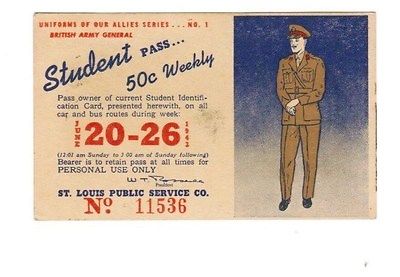 UNIFORMS OF OUR ALLIES SERIES... NO. 1
BRITISH ARMY GENERAL
Student PASS...
50c Weekly
Pass owner of current Student Identifi-
cation Card, presented herewith, on all
car and bus routes during week:
JUNE 20-26 1943
(12:01 am Sunday to 3:00 am of Sunday following)
Bearer is to retain pass at all times for
PERSONAL USE ONLY
President
ST. LOUIS PUBLIC SERVICE CO.
No. 11536